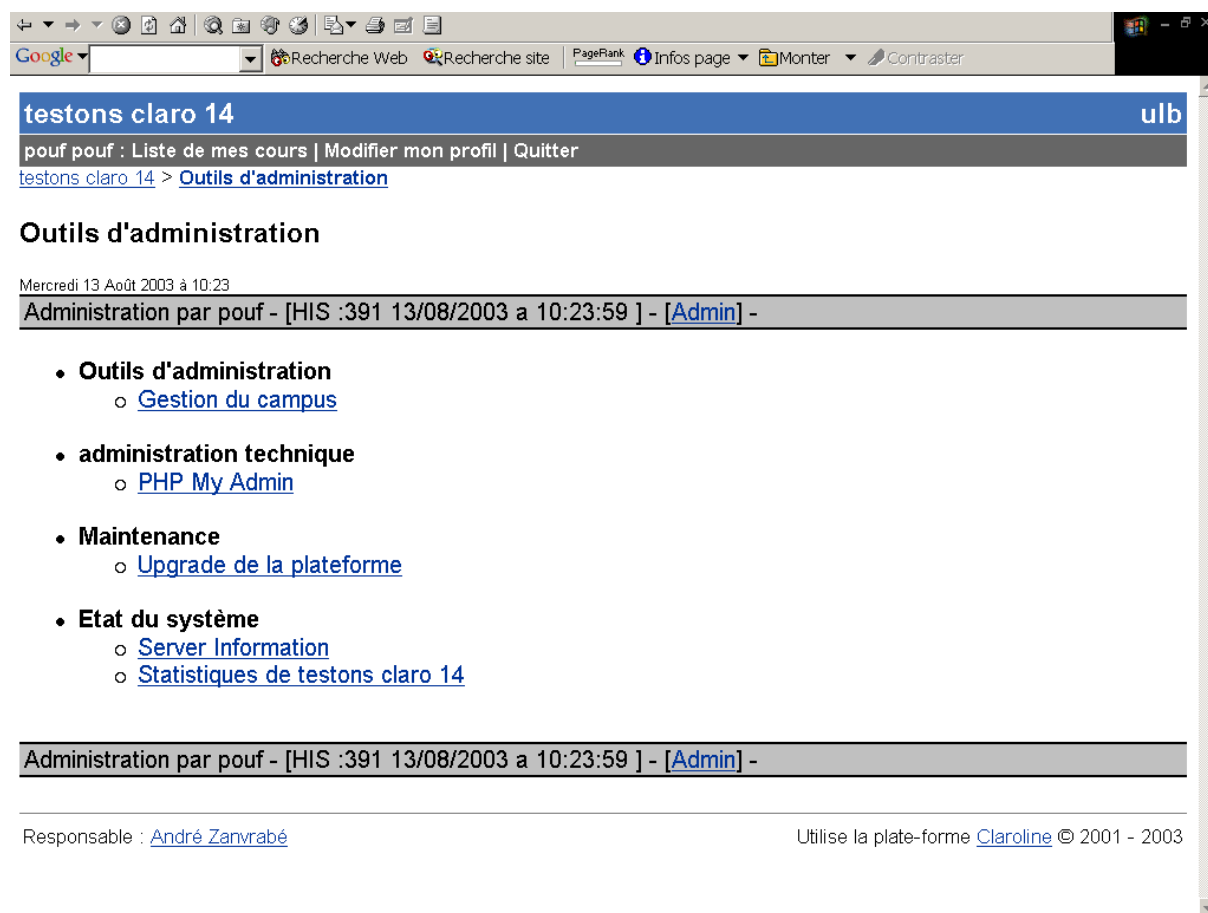 Google Recherche Web Recherche site PageRank Infos page Monter Contraster
testons claro 14 ulb
pouf pouf : Liste de mes cours | Modifier mon profil | Quitter
testons claro 14 > Outils d'administration
Outils d'administration
Mercredi 13 Août 2003 à 10:23
Administration par pouf - [HIS :391 13/08/2003 a 10:23:59 ] - [Admin] -
Outils d'administration
Gestion du campus
administration technique
PHP My Admin
Maintenance
Upgrade de la plateforme
Etat du système
Server Information
Statistiques de testons claro 14
Administration par pouf - [HIS :391 13/08/2003 a 10:23:59 ] - [Admin] -
Responsable : André Zanvrabé Utilise la plate-forme Claroline © 2001 - 2003